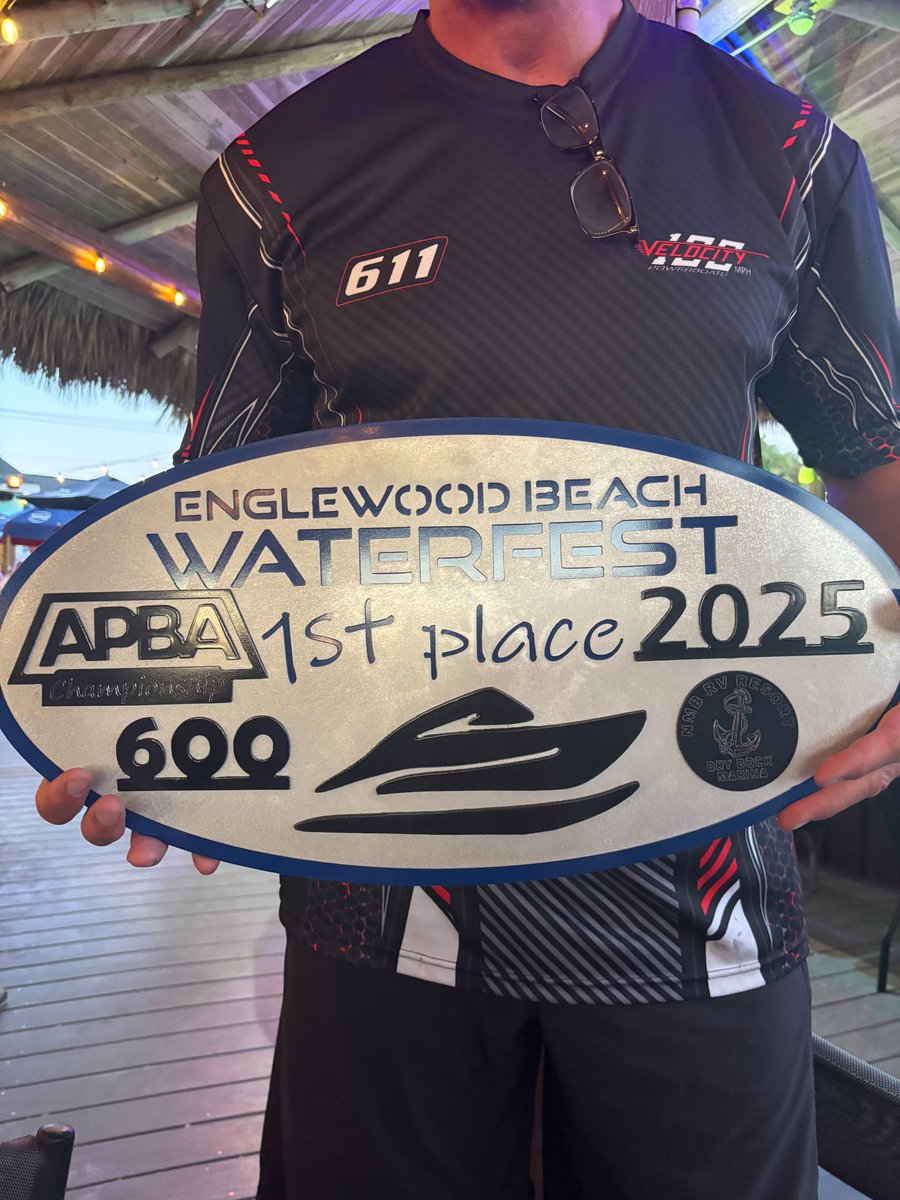 611
VELOCITY
100
POWERBOATS MPH
ENGLEWOOD BEACH
WATERFEST
APBA
Championship
1st place
2025
600
NMB RV RESORT
DRY DOCK
MARINA